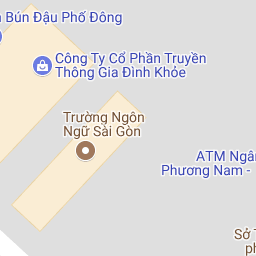 Bún Đậu Phố Đông
Công Ty Cổ Phần Truyền
Thông Gia Đình Khỏe
Trường Ngôn
Ngữ Sài Gòn
ATM Ngân
Phương Nam -
Sở